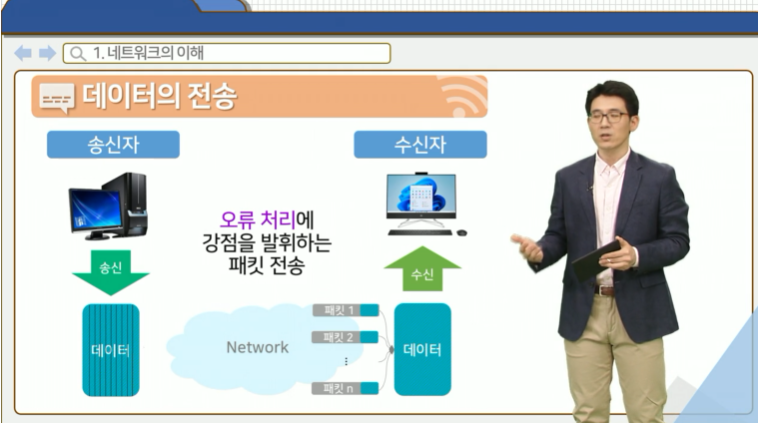 1. 네트워크의 이해
데이터의 전송
송신자
수신자
오류 처리에
강점을 발휘하는
패킷 전송
송신
수신
데이터
Network
패킷 1
패킷 2
⋮
패킷 n
데이터